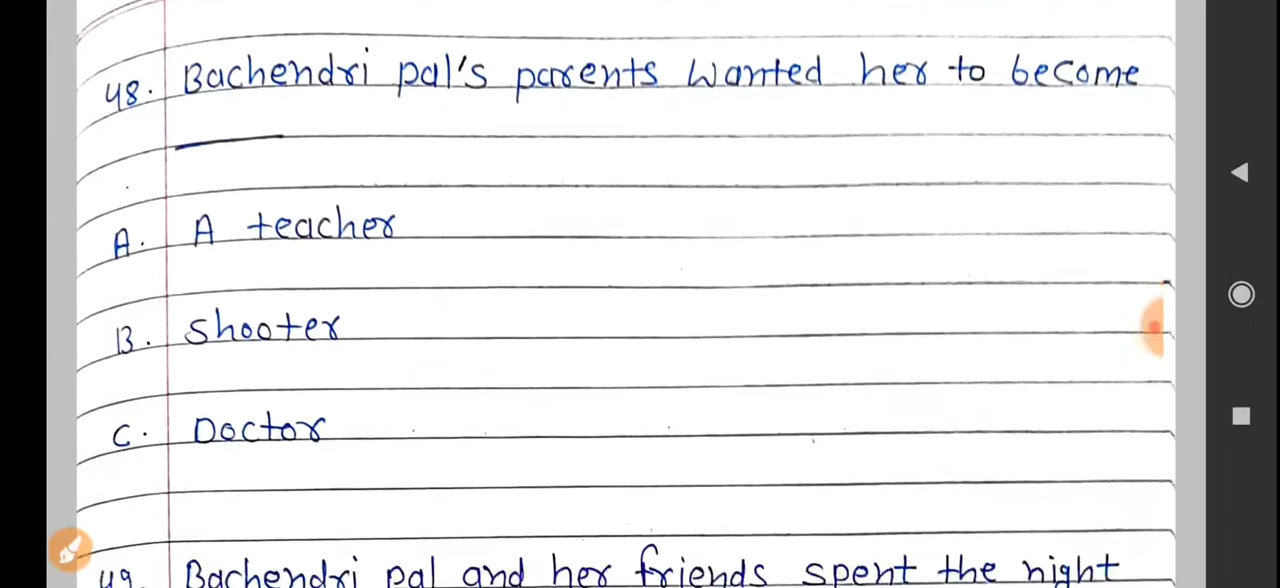 48. Bachendri pal's parents wanted her to become
A. A teacher
B. Shooter
C. Doctor
49. Bachendri pal and her friends spent the night